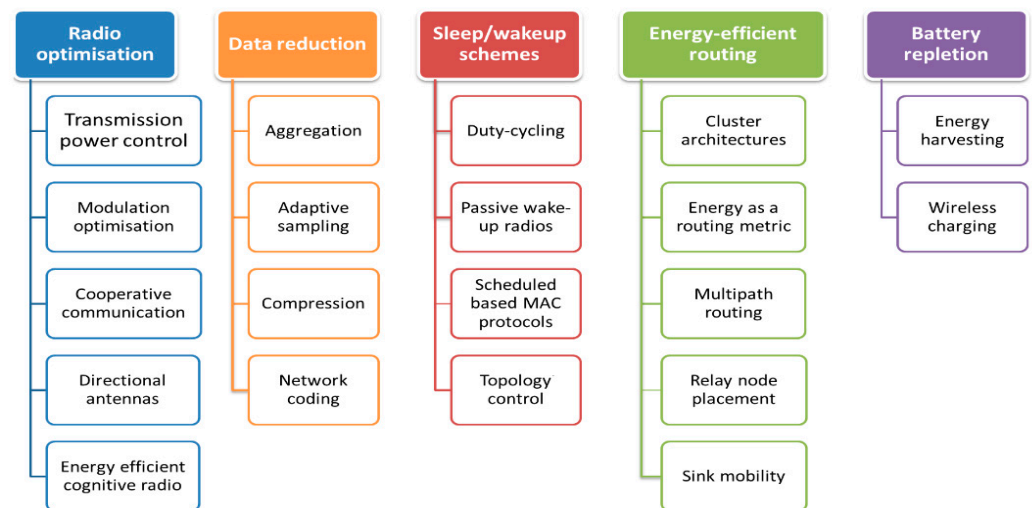 Radio
optimisation
Transmission
power control
Modulation
optimisation
Cooperative
communication
Directional
antennas
Energy efficient
cognitive radio
Data reduction
Aggregation
Adaptive
sampling
Compression
Network
coding
Sleep/wakeup
schemes
Duty-cycling
Passive wake-
up radios
Scheduled
based MAC
protocols
Topology
control
Energy-efficient
routing
Cluster
architectures
Energy as a
routing metric
Multipath
routing
Relay node
placement
Sink mobility
Battery
repletion
Energy
harvesting
Wireless
charging